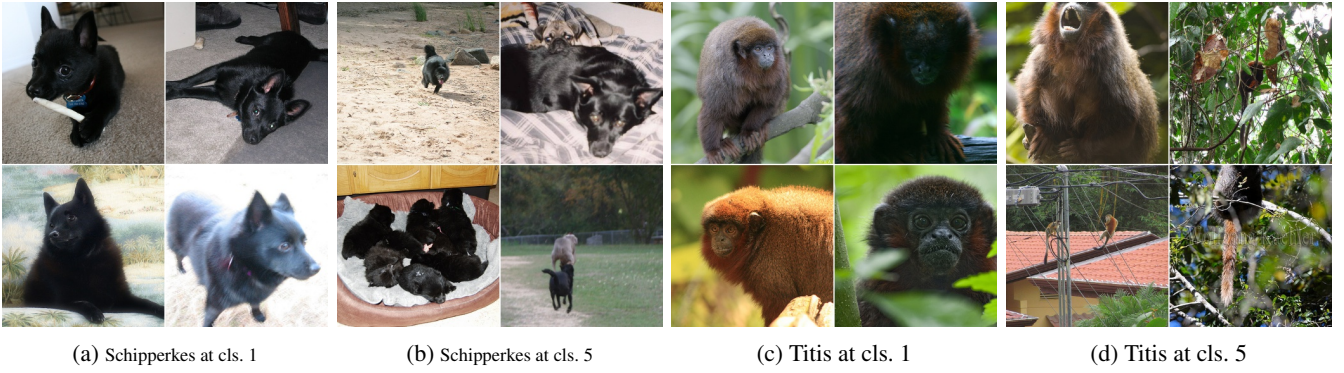 (a) Schipperkes at cls. 1
(b) Schipperkes at cls. 5
(c) Titis at cls. 1
(d) Titis at cls. 5